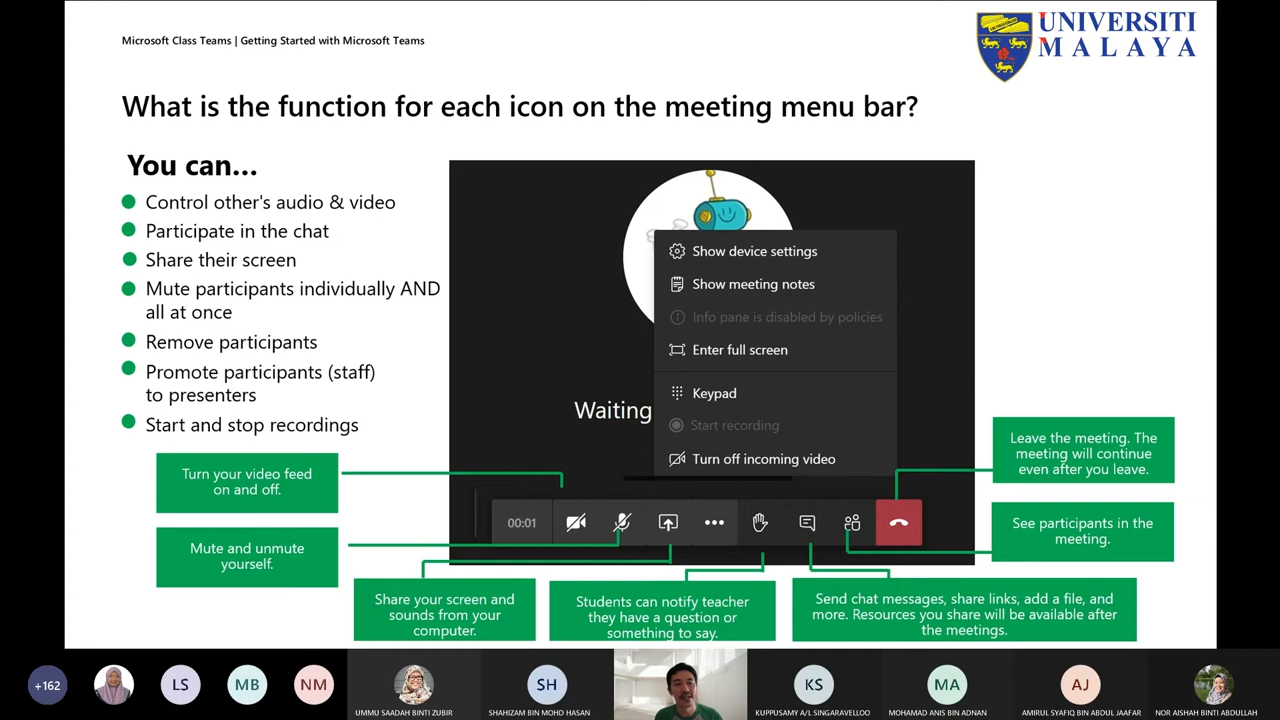 Microsoft Class Teams | Getting Started with Microsoft Teams
UNIVERSITI
MALAYA
What is the function for each icon on the meeting menu bar?
You can...
Control other's audio & video
Participate in the chat
Share their screen
Mute participants individually AND
all at once
Remove participants
Promote participants (staff)
to presenters
Start and stop recordings
Show device settings
Show meeting notes
Info pane is disabled by policies
Enter full screen
Keypad
Start recording
Turn off incoming video
Waiting
Turn your video feed
on and off.
Mute and unmute
yourself.
Share your screen and
sounds from your
computer.
Students can notify teacher
they have a question or
something to say.
Send chat messages, share links, add a file, and
more. Resources you share will be available after
the meetings.
Leave the meeting. The
meeting will continue
even after you leave.
See participants in the
meeting.
00:01
+162
LS
MB
NM
UMMU SAADAH BINTI ZUBIR
SH
SHAHIZAM BIN MOHD HASAN
KS
KUPPUSAMY A/L SINGARAVELLOO
MA
MOHAMAD ANIS BIN ADNAN
AJ
AMIRUL SYAFIQ BIN ABDUL JAAFAR
NOR AISHAH BINTI ABDULLAH